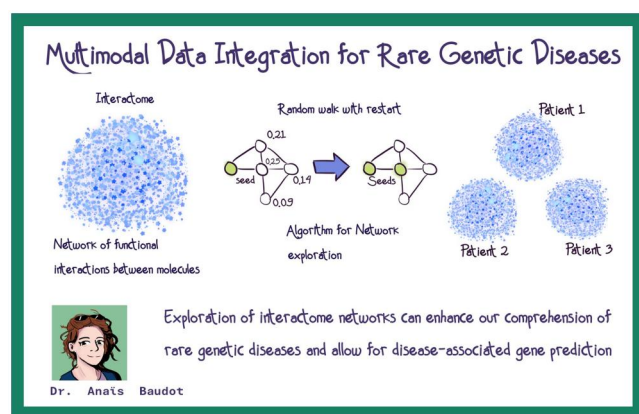 Multimodal Data Integration for Rare Genetic Diseases
Interactome
Network of functional
interactions between molecules
Random walk with restart
0,21
0,25
seed
0,14
0,09
Seeds
Algorithm for Network
exploration
Patient 1
Patient 2
Patient 3
Exploration of interactome networks can enhance our comprehension of
rare genetic diseases and allow for disease-associated gene prediction
Dr. Anaïs Baudot